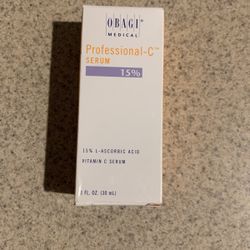 OBAGI
MEDICAL
Professional-C™
SERUM
15%
15% L-ASCORBIC ACID
VITAMIN C SERUM
1 FL. OZ. (30 mL)